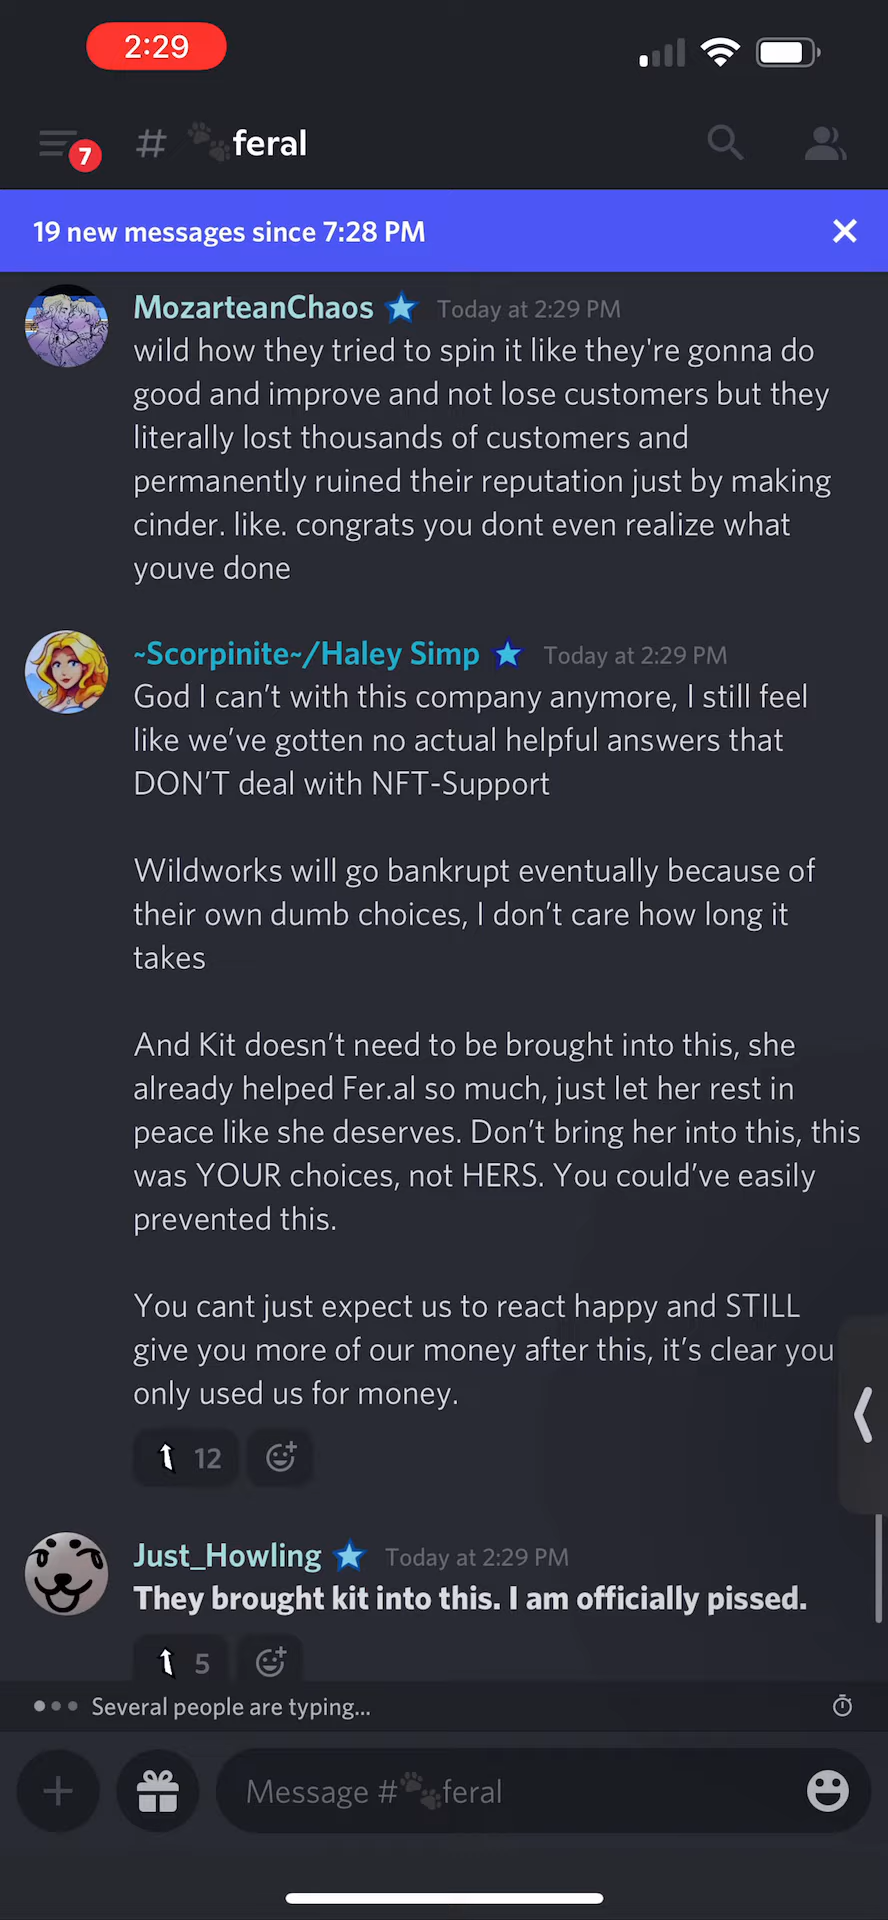 2:29
7
# 🐾feral
19 new messages since 7:28 PM
MozarteanChaos Today at 2:29 PM
wild how they tried to spin it like they're gonna do
good and improve and not lose customers but they
literally lost thousands of customers and
permanently ruined their reputation just by making
cinder. like. congrats you dont even realize what
youve done
~Scorpinite~/Haley Simp Today at 2:29 PM
God I can't with this company anymore, I still feel
like we've gotten no actual helpful answers that
DON'T deal with NFT-Support
Wildworks will go bankrupt eventually because of
their own dumb choices, I don't care how long it
takes
And Kit doesn't need to be brought into this, she
already helped Fer.al so much, just let her rest in
peace like she deserves. Don't bring her into this, this
was YOUR choices, not HERS. You could've easily
prevented this.
You cant just expect us to react happy and STILL
give you more of our money after this, it's clear you
only used us for money.
12
Just_Howling Today at 2:29 PM
They brought kit into this. I am officially pissed.
5
Several people are typing...
Message #🐾feral